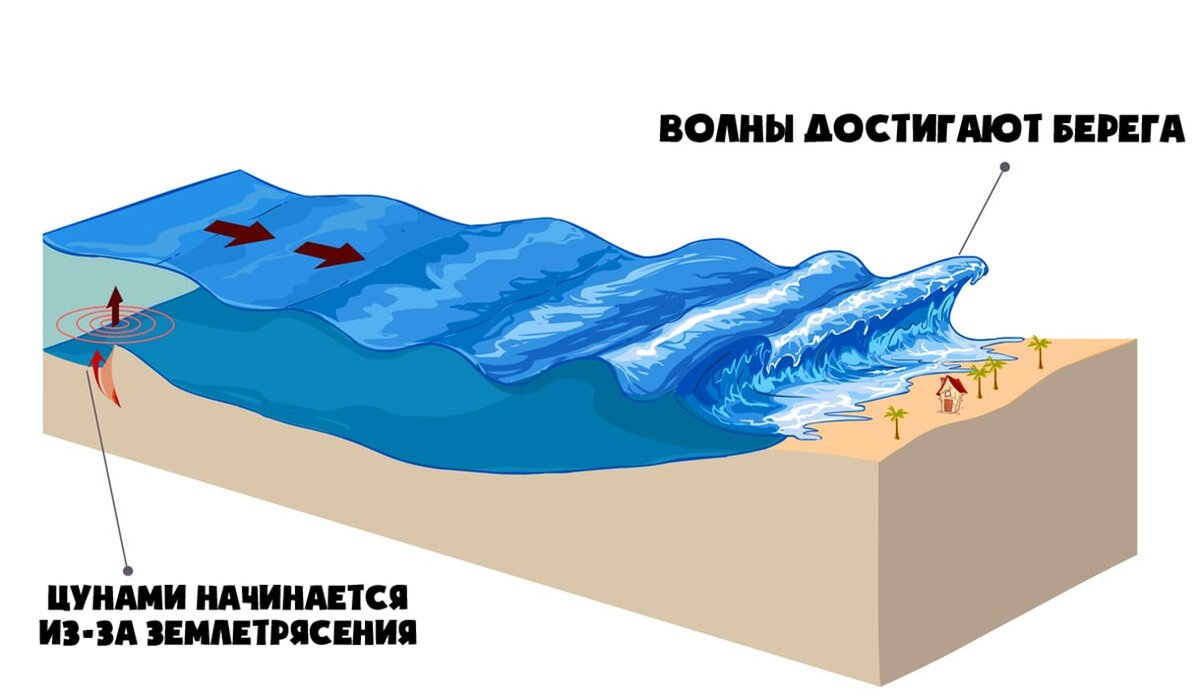 ВОЛНЫ ДОСТИГАЮТ БЕРЕГА
ЦУНАМИ НАЧИНАЕТСЯ
ИЗ-ЗА ЗЕМЛЕТРЯСЕНИЯ